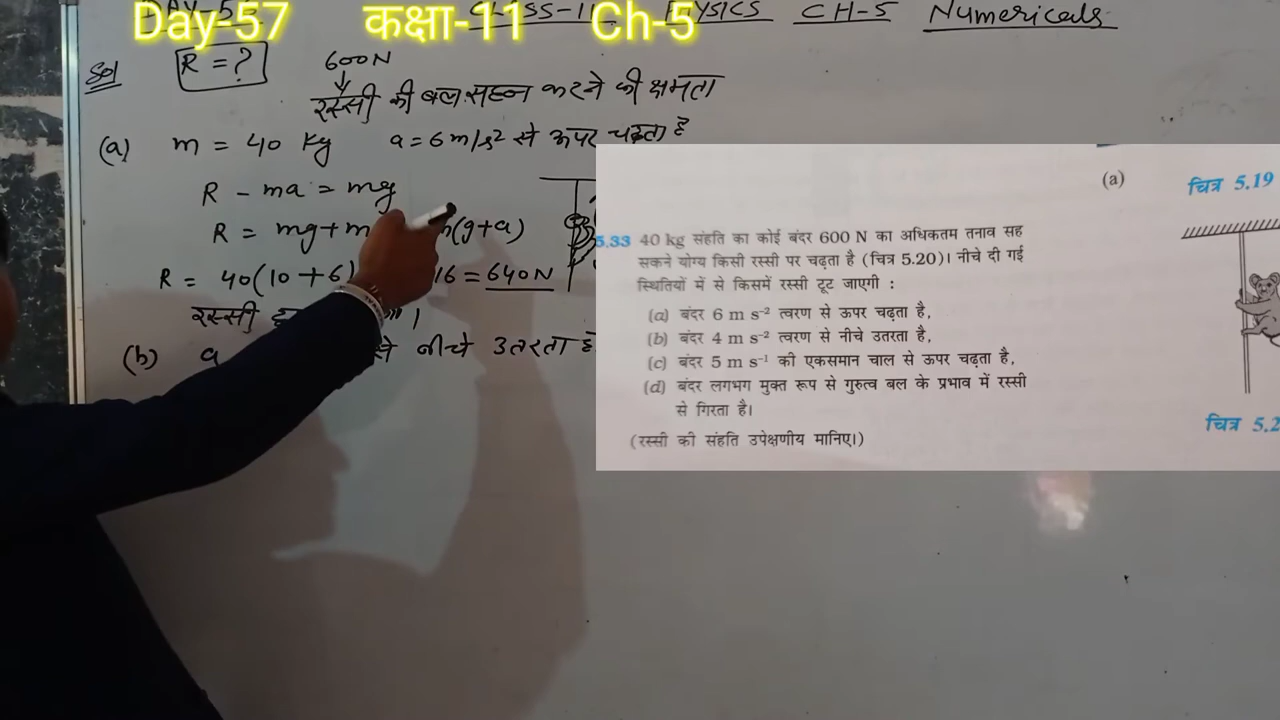 Day-57 कक्षा-11 Ch-5
PHYSICS CH-5 Numericals
Sol R = ? 600N
रस्सी की बल सहन करने की क्षमता
(a) m = 40 Kg a = 6 m/s² से ऊपर चढ़ता है
R - ma = mg
R = mg + m (g+a)
R = 40(10+6) 16 = 640N
रस्सी
(b) a से नीचे उतरता है
(a) चित्र 5.19
5.33 40 kg संहति का कोई बंदर 600 N का अधिकतम तनाव सह
सकने योग्य किसी रस्सी पर चढ़ता है (चित्र 5.20)। नीचे दी गई
स्थितियों में से किसमें रस्सी टूट जाएगी :
(a) बंदर 6 m s⁻² त्वरण से ऊपर चढ़ता है,
(b) बंदर 4 m s⁻² त्वरण से नीचे उतरता है,
(c) बंदर 5 m s⁻¹ की एकसमान चाल से ऊपर चढ़ता है,
(d) बंदर लगभग मुक्त रूप से गुरुत्व बल के प्रभाव में रस्सी
से गिरता है।
(रस्सी की संहति उपेक्षणीय मानिए।)
चित्र 5.2